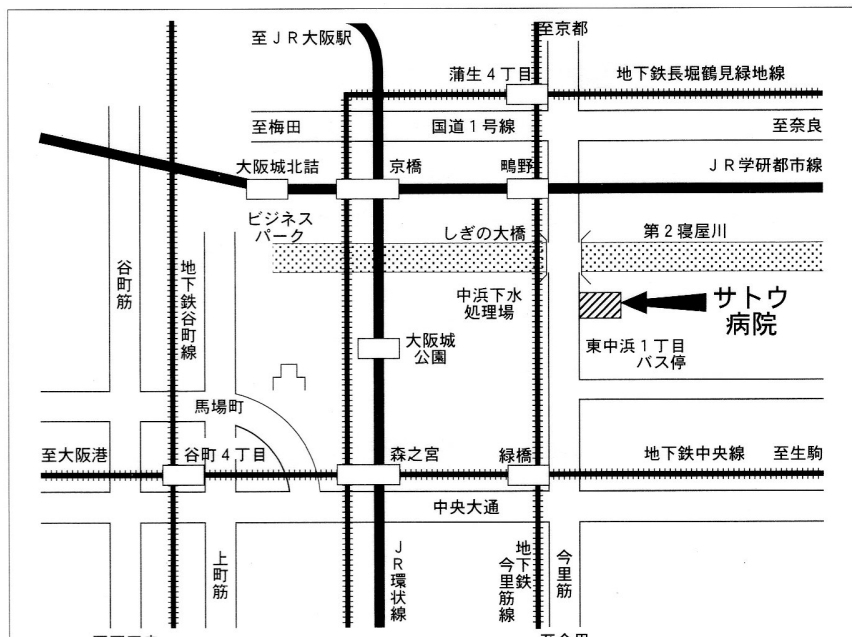 至京都
至JR大阪駅
蒲生4丁目
地下鉄長堀鶴見緑地線
至梅田
国道1号線
至奈良
大阪城北詰
京橋
鴫野
JR学研都市線
ビジネス
パーク
しぎの大橋
第2寝屋川
谷町筋
地下鉄谷町線
中浜下水
処理場
サトウ
病院
大阪城
公園
東中浜1丁目
バス停
馬場町
至大阪港
谷町4丁目
森之宮
緑橋
地下鉄中央線
至生駒
中央大通
上町筋
JR環状線
地下鉄
今里筋線
今里筋